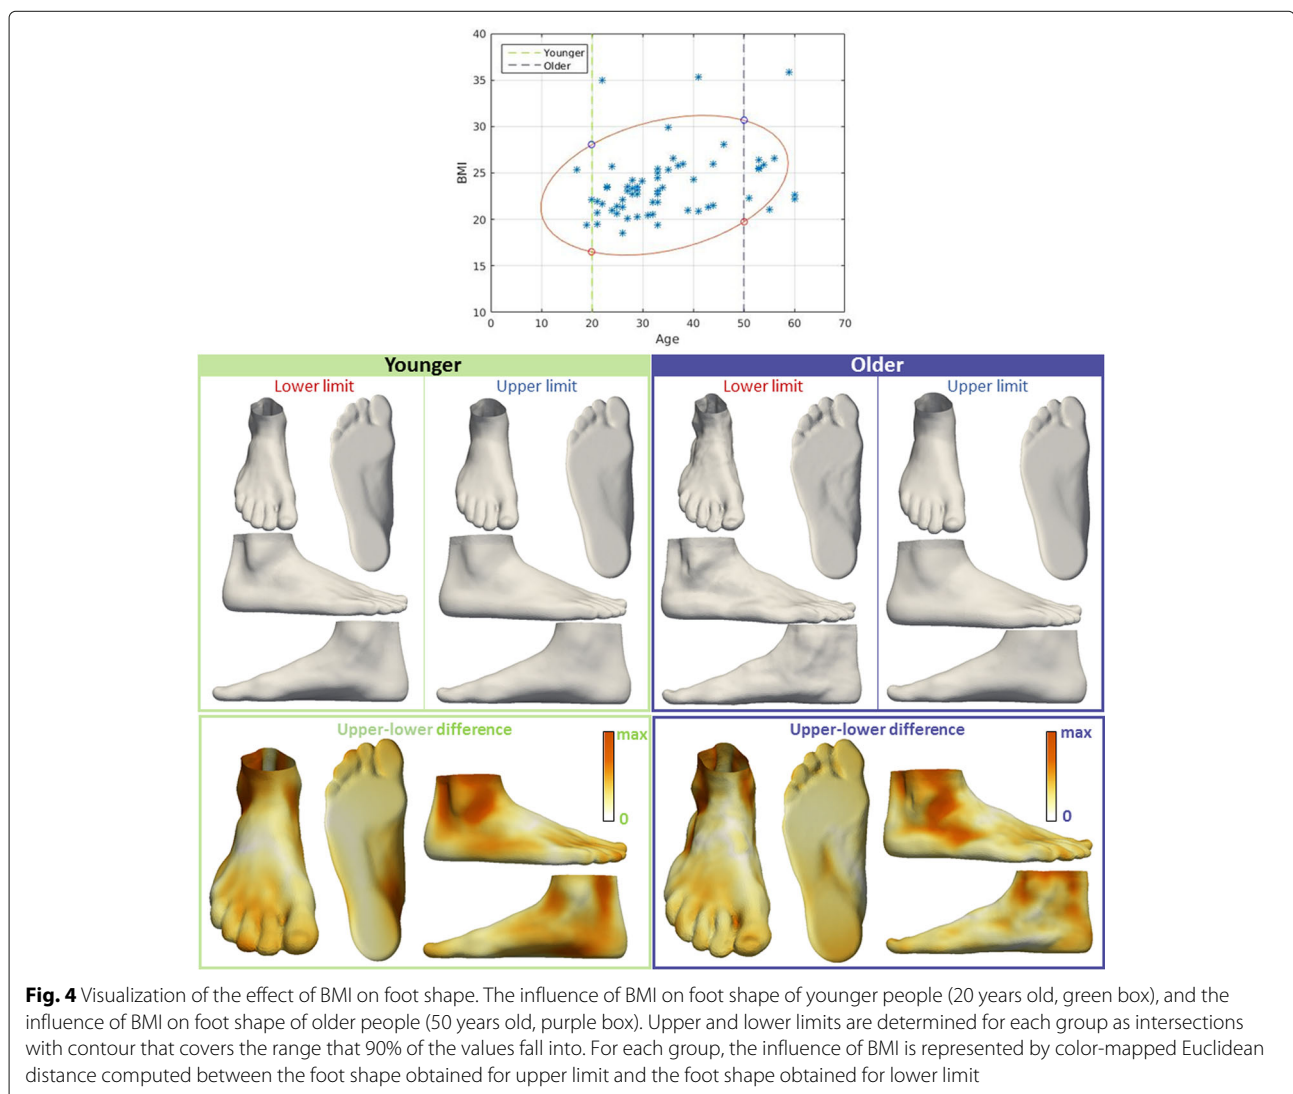 40
35
30
25
20
15
10
BMI
Younger
Older
0 10 20 30 40 50 60 70
Age
Younger
Older
Lower limit
Upper limit
Lower limit
Upper limit
Upper-lower difference
max
0
Upper-lower difference
max
0
Fig. 4 Visualization of the effect of BMI on foot shape. The influence of BMI on foot shape of younger people (20 years old, green box), and the
influence of BMI on foot shape of older people (50 years old, purple box). Upper and lower limits are determined for each group as intersections
with contour that covers the range that 90% of the values fall into. For each group, the influence of BMI is represented by color-mapped Euclidean
distance computed between the foot shape obtained for upper limit and the foot shape obtained for lower limit